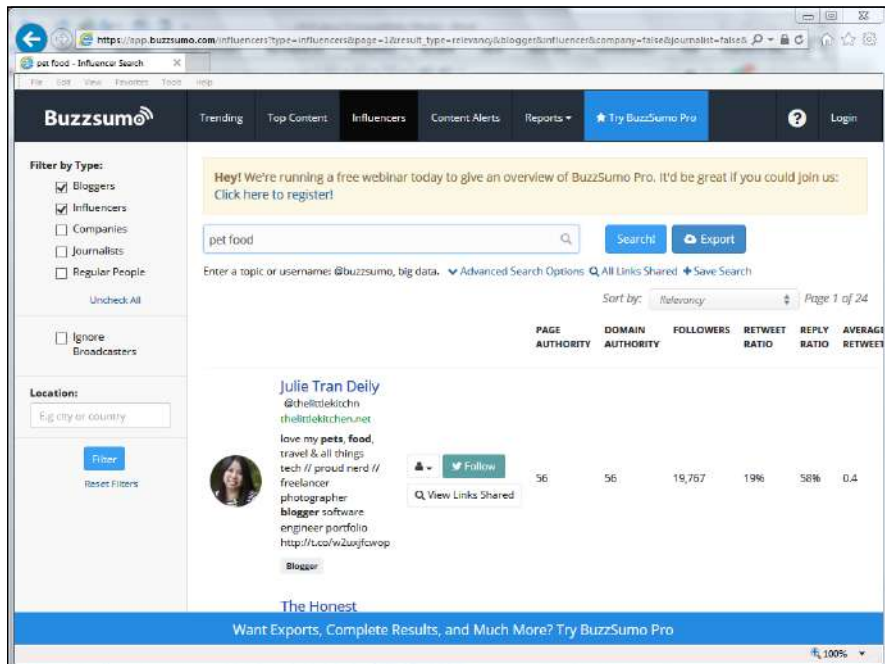 https://app.buzzsumo.com/influencers?type=influencers&page=1&result_type=relevancy&blogger&influencer&company=false&journalist=false&
pet food - Influencer Search
File Edit View Favorites Tools Help
Buzzsumo
Trending Top Content Influencers Content Alerts Reports Try BuzzSumo Pro ? Login
Filter by Type:
Bloggers
Influencers
Companies
Journalists
Regular People
Uncheck All
Ignore
Broadcasters
Location:
E.g city or country
Filter
Reset Filters
Hey! We're running a free webinar today to give an overview of BuzzSumo Pro. It'd be great if you could join us:
Click here to register!
pet food
Search!
Export
Enter a topic or username: @buzzsumo, big data. Advanced Search Options All Links Shared Save Search
Sort by: Relevancy Page 1 of 24
PAGE AUTHORITY DOMAIN AUTHORITY FOLLOWERS RETWEET RATIO REPLY RATIO AVERAGE RETWEET
Julie Tran Deily
@thelittlekitchn
thelittlekitchen.net
love my pets, food,
travel & all things
tech // proud nerd //
freelancer
photographer
blogger software
engineer portfolio
http://t.co/w2uxjfcwop
Blogger
Follow
View Links Shared
56 56 19,767 19% 58% 0.4
The Honest
Want Exports, Complete Results, and Much More? Try BuzzSumo Pro
100%